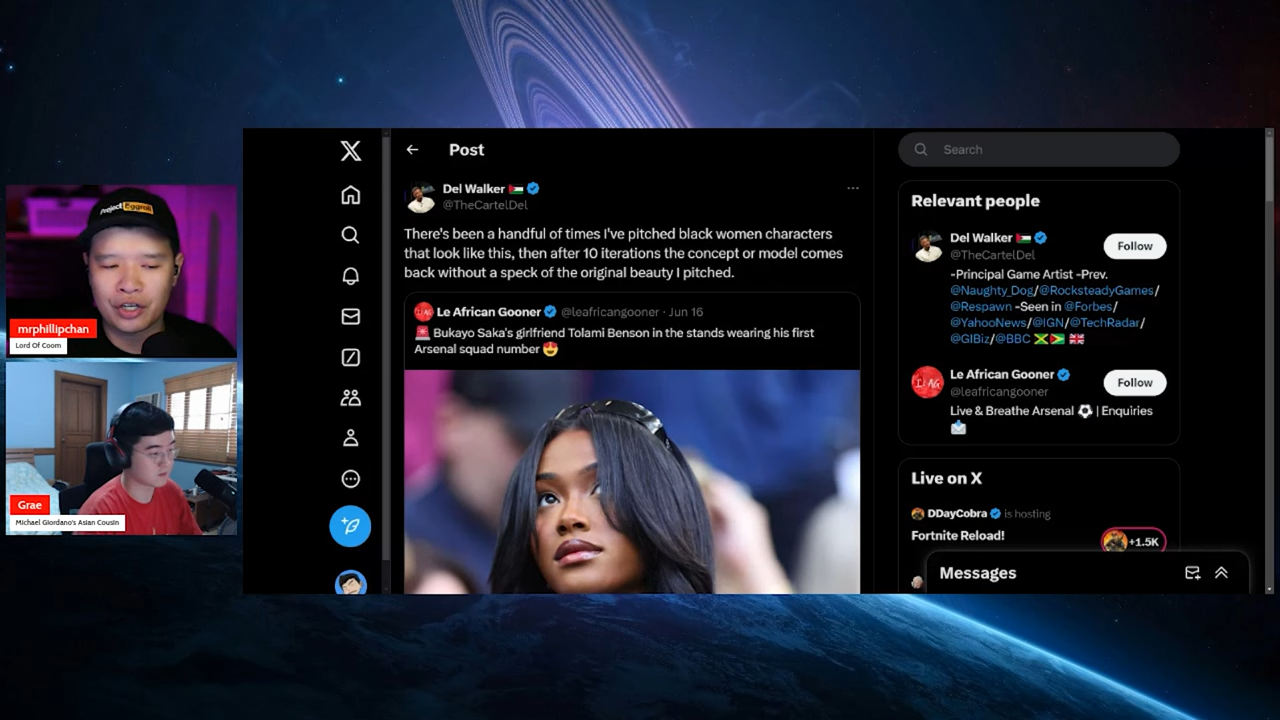 Project Eggroll
mrphillipchan
Lord Of Coom
Grae
Michael Giordano's Asian Cousin
X
Post
Del Walker
@TheCartelDel
There's been a handful of times I've pitched black women characters
that look like this, then after 10 iterations the concept or model comes
back without a speck of the original beauty I pitched.
Le African Gooner @leafricangooner · Jun 16
🚨 Bukayo Saka's girlfriend Tolami Benson in the stands wearing his first
Arsenal squad number 😍
Search
Relevant people
Del Walker
@TheCartelDel
Follow
-Principal Game Artist -Prev.
@Naughty_Dog/@RocksteadyGames/
@Respawn -Seen in @Forbes/
@YahooNews/@IGN/@TechRadar/
@GIBiz/@BBC
Le African Gooner
@leafricangooner
Follow
Live & Breathe Arsenal ⚽ | Enquiries
📩
Live on X
DDayCobra is hosting
Fortnite Reload!
+1.5K
Messages